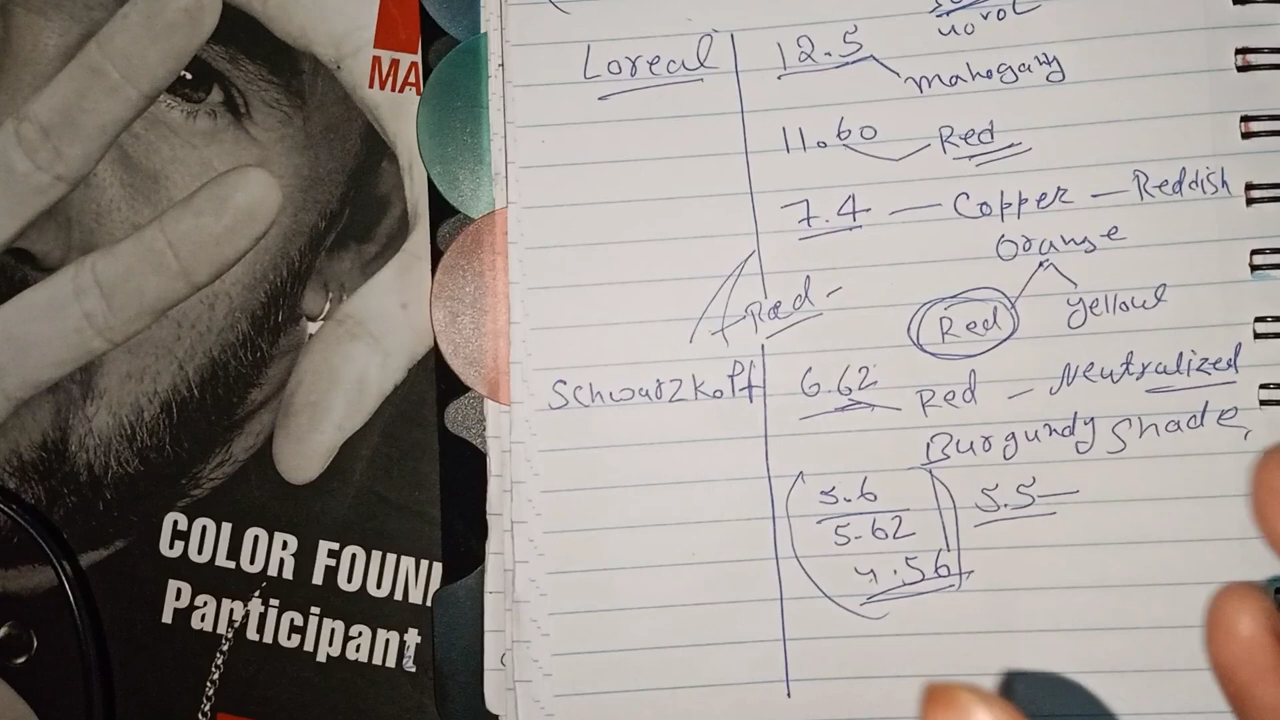 MA
COLOR FOUN
Participant
Loreal
12.5
mahogany
11.60 Red
7.4 — Copper — Reddish
Orange
Red yellow
Red -
Schwarzkopf
6.62 Red - Neutralized
Burgundy Shade,
5.6
5.62
4.56
5.5